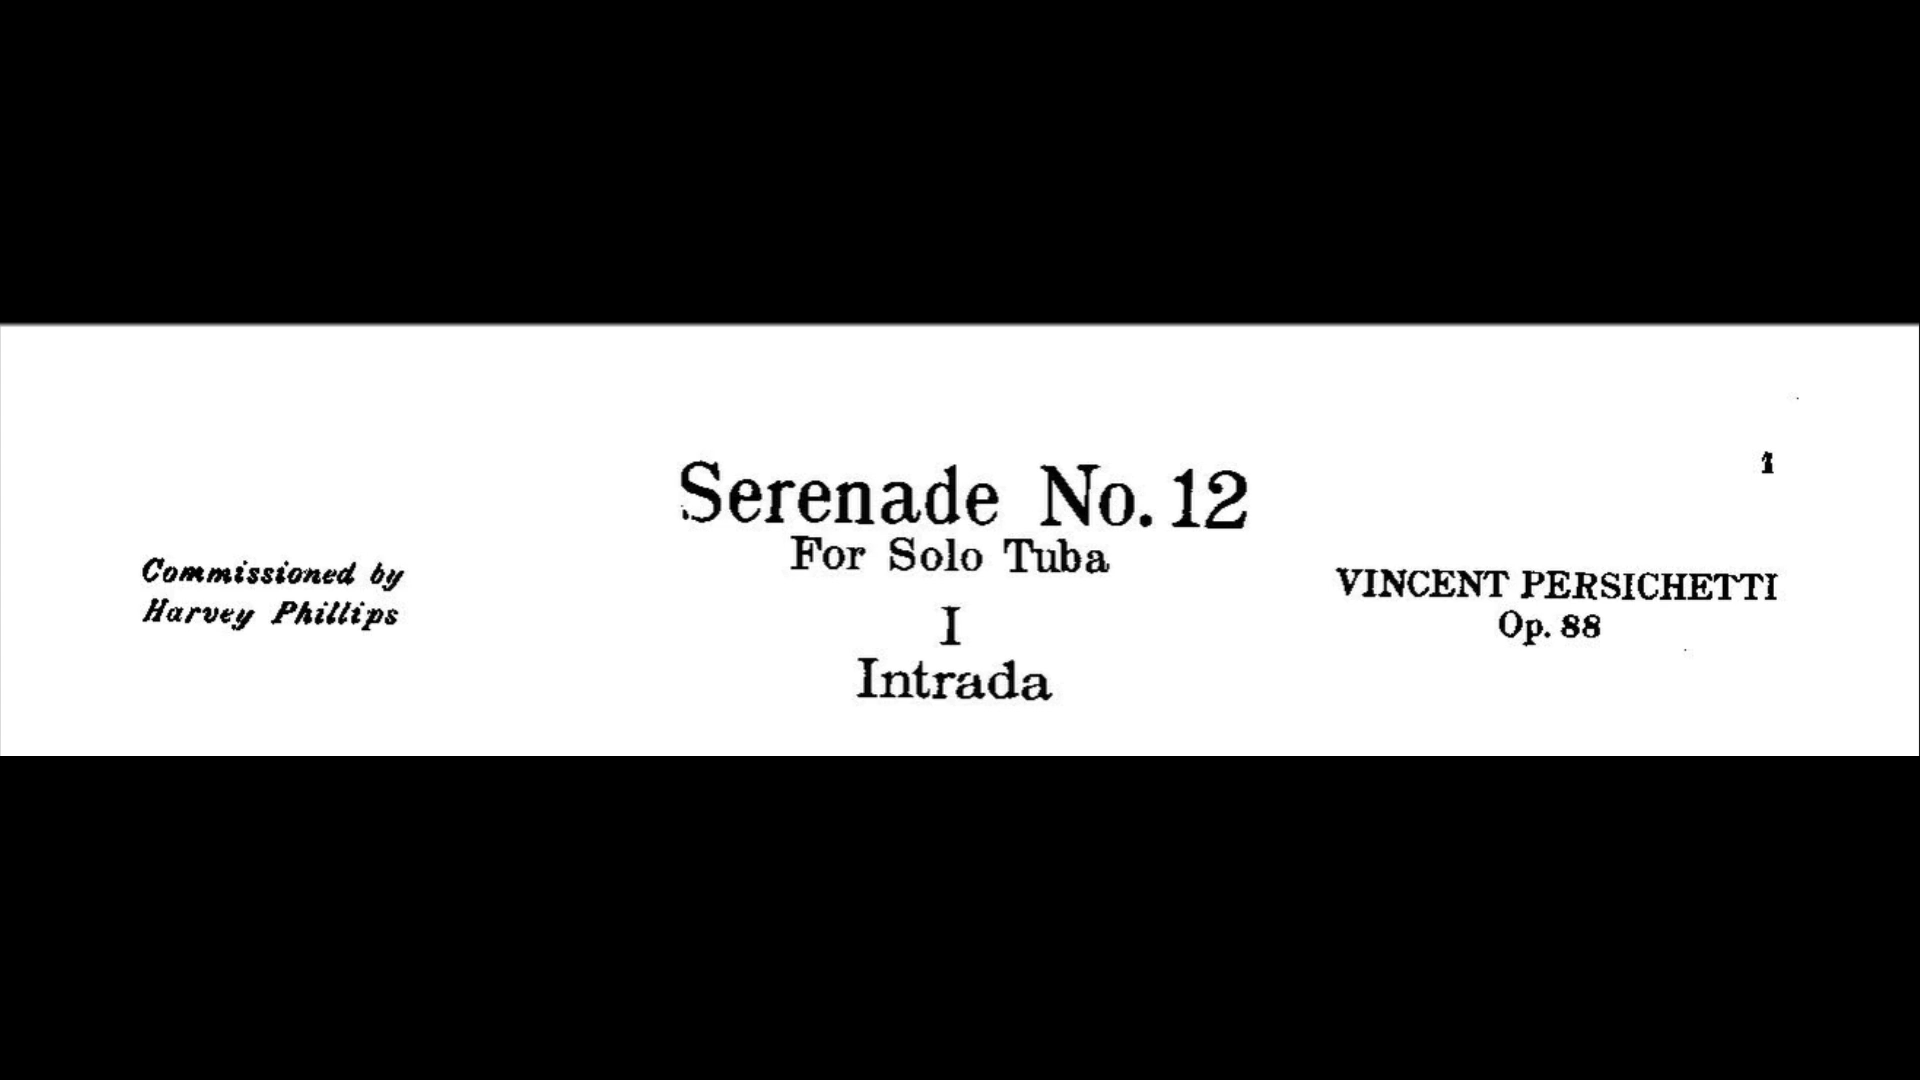 1
Serenade No. 12
For Solo Tuba
Commissioned by
Harvey Phillips
VINCENT PERSICHETTI
Op. 88
I
Intrada